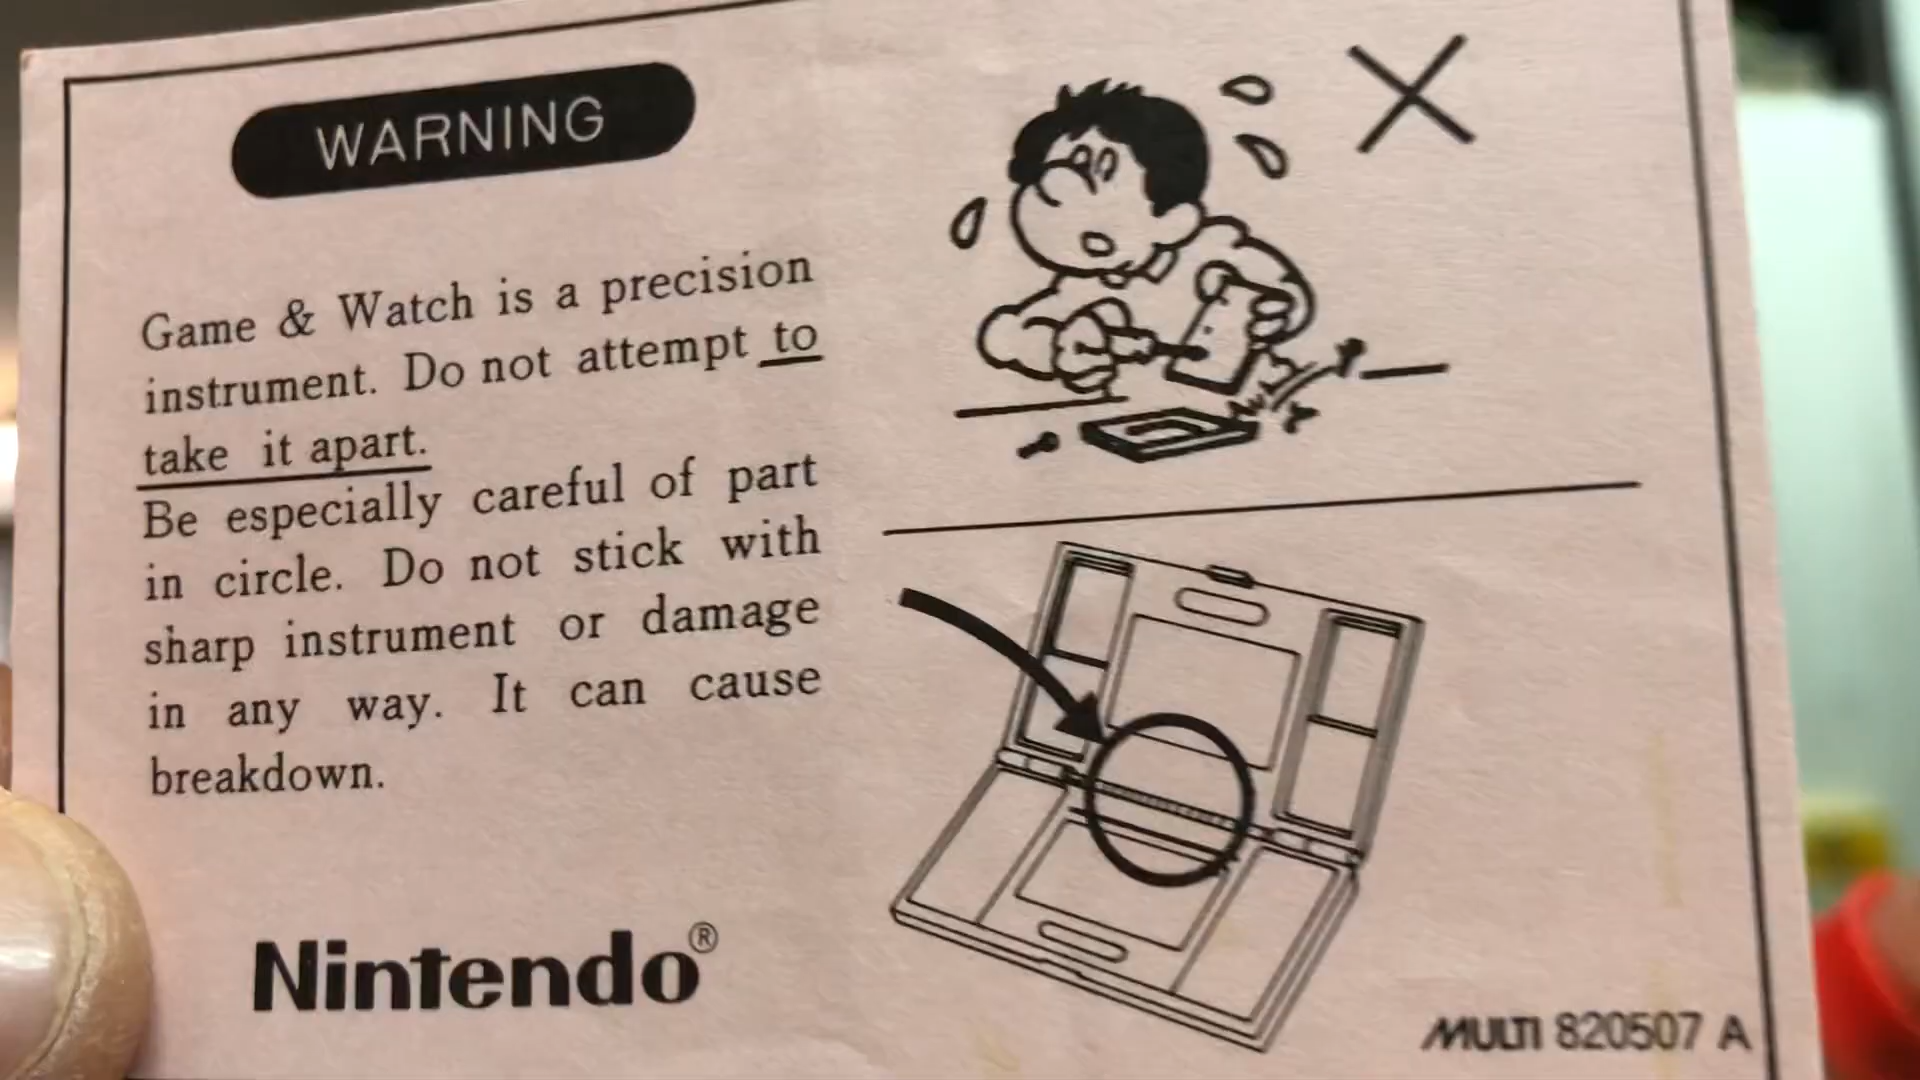 WARNING
Game & Watch is a precision
instrument. Do not attempt to
take it apart.
Be especially careful of part
in circle. Do not stick with
sharp instrument or damage
in any way. It can cause
breakdown.
Nintendo®
MULTI 820507 A